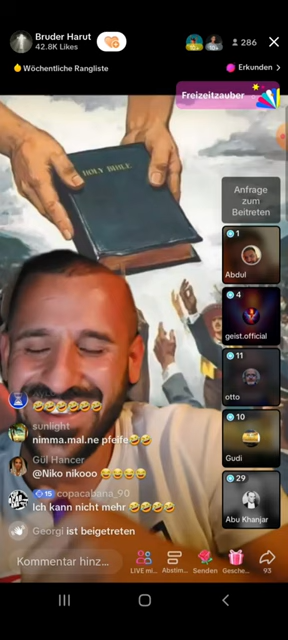 Bruder Harut
42.8K Likes
286
Wöchentliche Rangliste
Erkunden
Freizeitzauber
HOLY BIBLE
Anfrage
zum
Beitreten
1
Abdul
4
geist.official
11
otto
10
Gudi
29
Abu Khanjar
sunlight
nimma.mal.ne pfeife🤣🤣
Gül Hancer
@Niko nikooo 😂😂😂😂
15 copacabana_90
Ich kann nicht mehr 🤣🤣🤣🤣
Georgi ist beigetreten
Kommentar hinz...
LIVE mi...
Abstim...
Senden
Gesche...
93